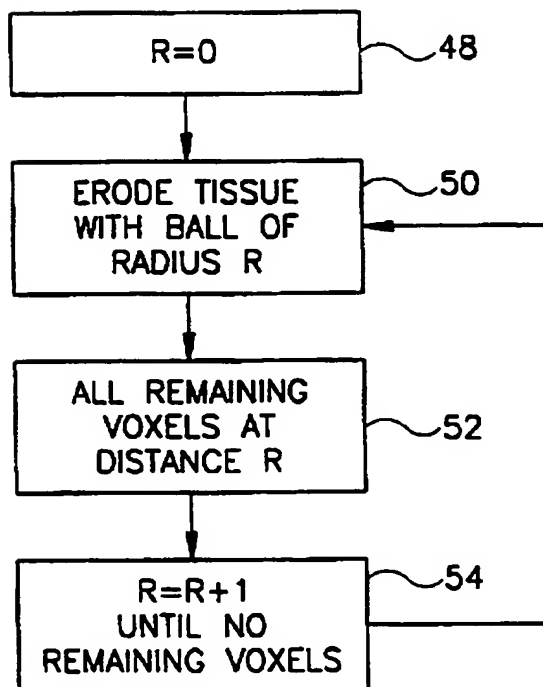 R=0
48
ERODE TISSUE
WITH BALL OF
RADIUS R
50
ALL REMAINING
VOXELS AT
DISTANCE R
52
R=R+1
UNTIL NO
REMAINING VOXELS
54